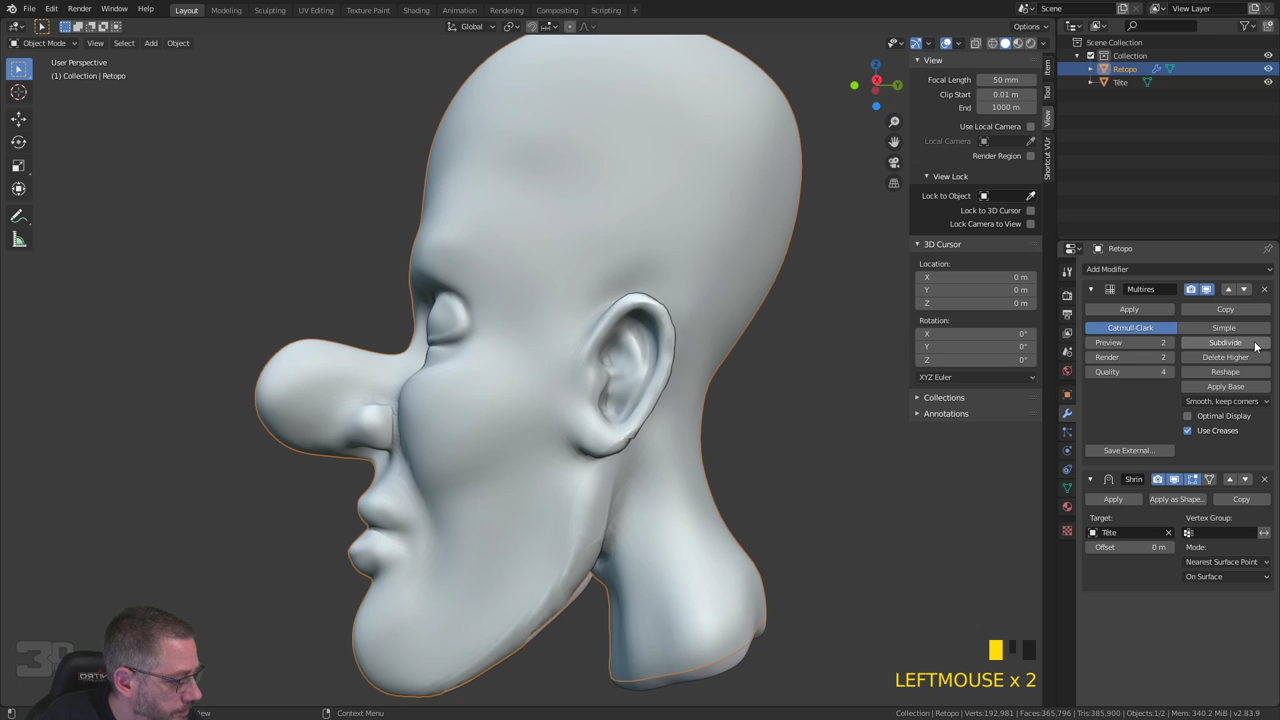 File Edit Render Window Help Layout Modeling Sculpting UV Editing Texture Paint Shading Animation Rendering Compositing Scripting + Scene View Layer
Global Options
Object Mode View Select Add Object
User Perspective
(1) Collection | Retopo
View
Focal Length 50 mm
Clip Start 0.01 m
End 1000 m
Use Local Camera
Local Camera
Render Region
View Lock
Lock to Object
Lock to 3D Cursor
Lock Camera to View
3D Cursor
Location:
X 0 m
Y 0 m
Z 0 m
Rotation:
X 0°
Y 0°
Z 0°
XYZ Euler
Collections
Annotations
Item
Tool
View
Shortcut VUr
Z
X
Y
Scene Collection
Collection
Retopo
Tête
Retopo
Add Modifier
Multires
Apply Copy
Catmull-Clark Simple
Preview 2 Subdivide
Render 2 Delete Higher
Quality 4 Reshape
Apply Base
Smooth, keep corners
Optimal Display
Use Creases
Save External...
Shrin
Apply Apply as Shape... Copy
Target: Vertex Group:
Tête
Offset 0 m Mode:
Nearest Surface Point
On Surface
LEFTMOUSE x 2
Context Menu
Collection | Retopo | Verts:192,981 | Faces:365,796 | Tris:385,900 | Objects:1/2 | Mem: 340.2 MiB | v2.83.9